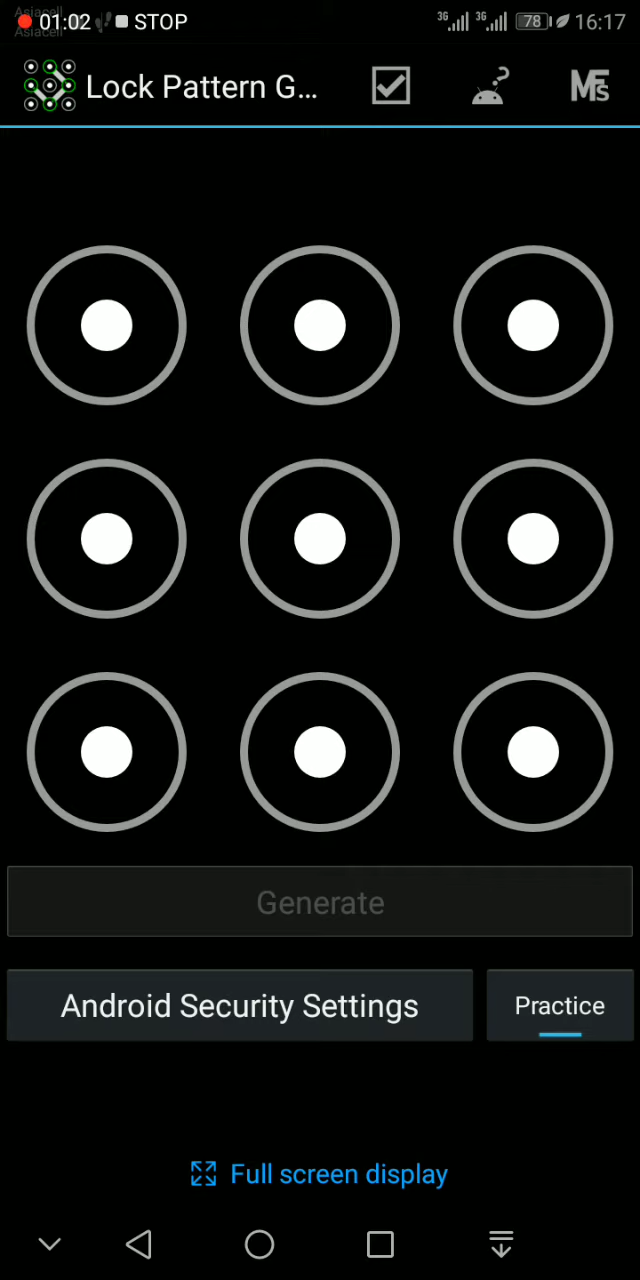 Asiacell
Asiacell
01:02 STOP 3G 3G 78 16:17
Lock Pattern G... MFs
Generate
Android Security Settings Practice
Full screen display